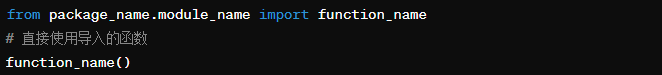 from package_name.module_name import function_name
# 直接使用导入的函数
function_name()